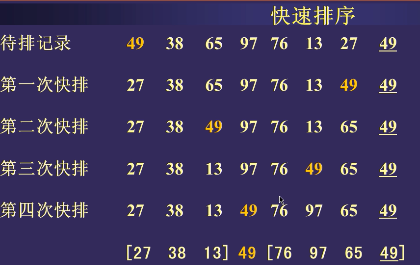 快速排序
待排记录 49 38 65 97 76 13 27 49
第一次快排 27 38 65 97 76 13 49 49
第二次快排 27 38 49 97 76 13 65 49
第三次快排 27 38 13 97 76 49 65 49
第四次快排 27 38 13 49 76 97 65 49
[27 38 13] 49 [76 97 65 49]